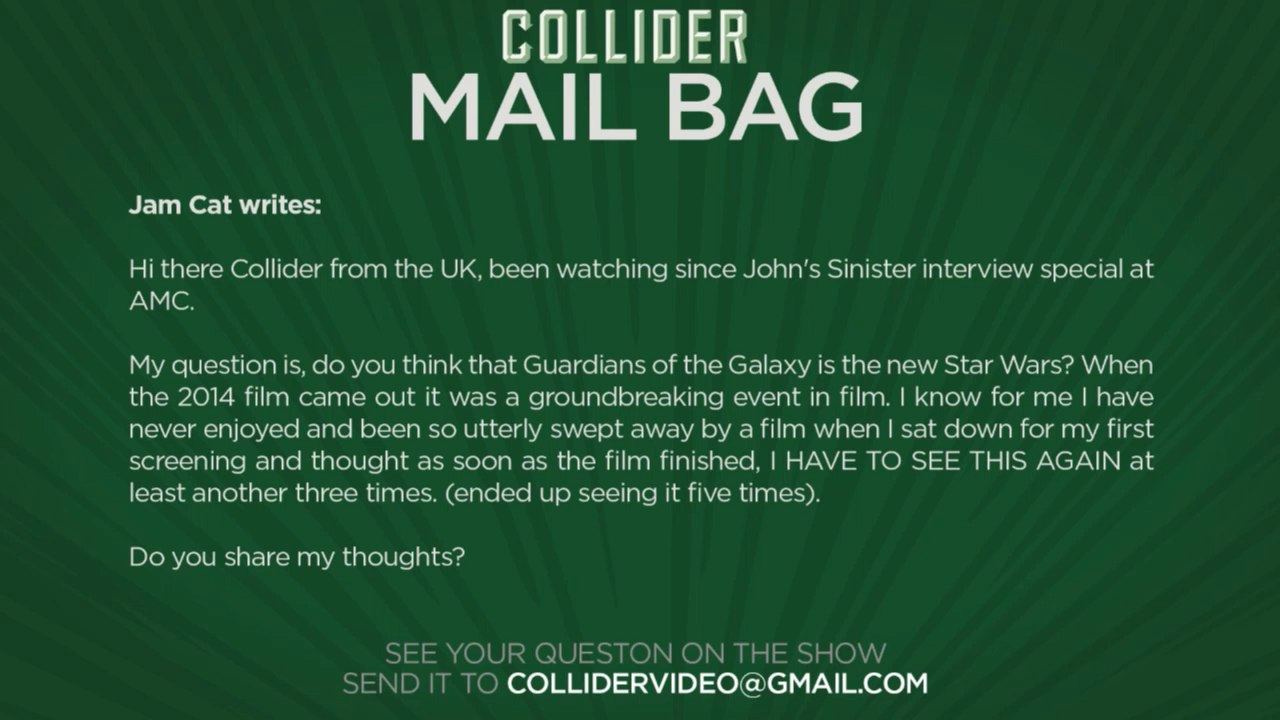 COLLIDER
MAIL BAG
Jam Cat writes:
Hi there Collider from the UK, been watching since John's Sinister interview special at
AMC.
My question is, do you think that Guardians of the Galaxy is the new Star Wars? When
the 2014 film came out it was a groundbreaking event in film. I know for me I have
never enjoyed and been so utterly swept away by a film when I sat down for my first
screening and thought as soon as the film finished, I HAVE TO SEE THIS AGAIN at
least another three times. (ended up seeing it five times).
Do you share my thoughts?
SEE YOUR QUESTON ON THE SHOW
SEND IT TO COLLIDERVIDEO@GMAIL.COM